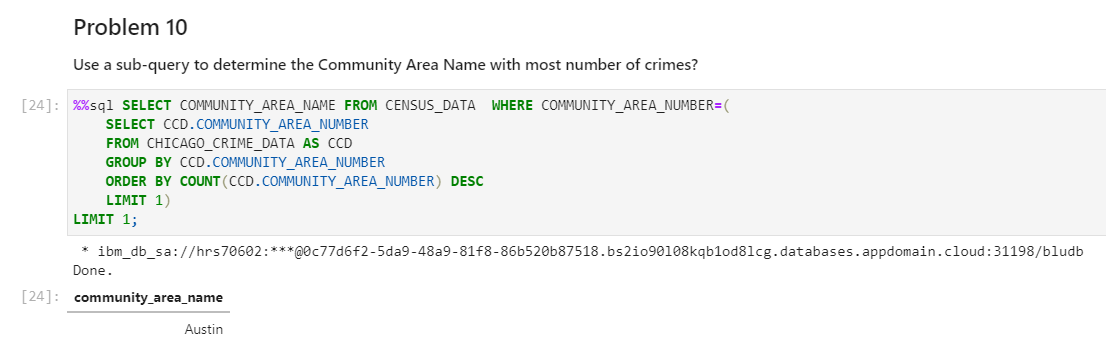 Problem 10
Use a sub-query to determine the Community Area Name with most number of crimes?
[24]: %%sql SELECT COMMUNITY_AREA_NAME FROM CENSUS_DATA  WHERE COMMUNITY_AREA_NUMBER=(
    SELECT CCD.COMMUNITY_AREA_NUMBER
    FROM CHICAGO_CRIME_DATA AS CCD
    GROUP BY CCD.COMMUNITY_AREA_NUMBER
    ORDER BY COUNT(CCD.COMMUNITY_AREA_NUMBER) DESC
    LIMIT 1)
LIMIT 1;
 * ibm_db_sa://hrs70602:***@0c77d6f2-5da9-48a9-81f8-86b520b87518.bs2io90l08kqb1od8lcg.databases.appdomain.cloud:31198/bludb
Done.
[24]: community_area_name
Austin